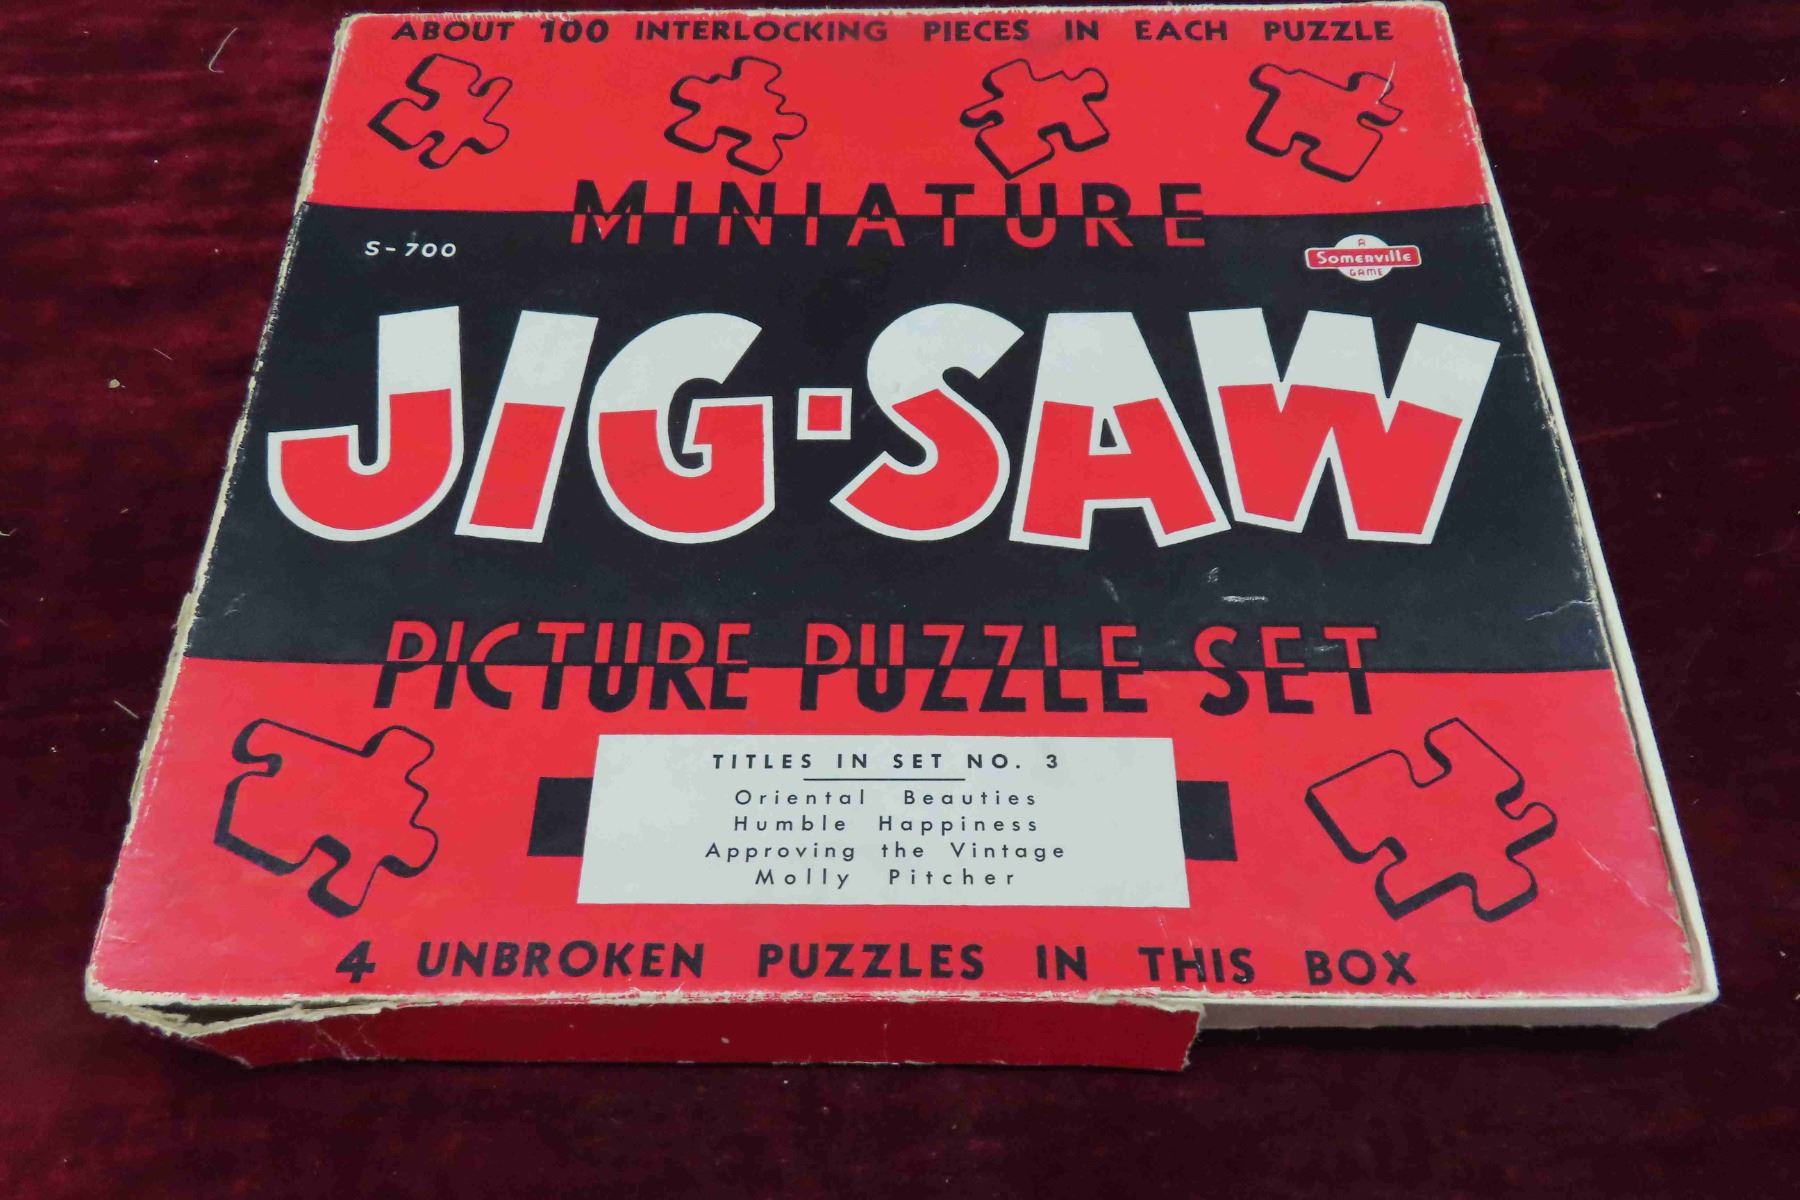 ABOUT 100 INTERLOCKING PIECES IN EACH PUZZLE
MINIATURE
S-700
A
Somerville
GAME
JIG-SAW
PICTURE PUZZLE SET
TITLES IN SET NO. 3
Oriental Beauties
Humble Happiness
Approving the Vintage
Molly Pitcher
4 UNBROKEN PUZZLES IN THIS BOX